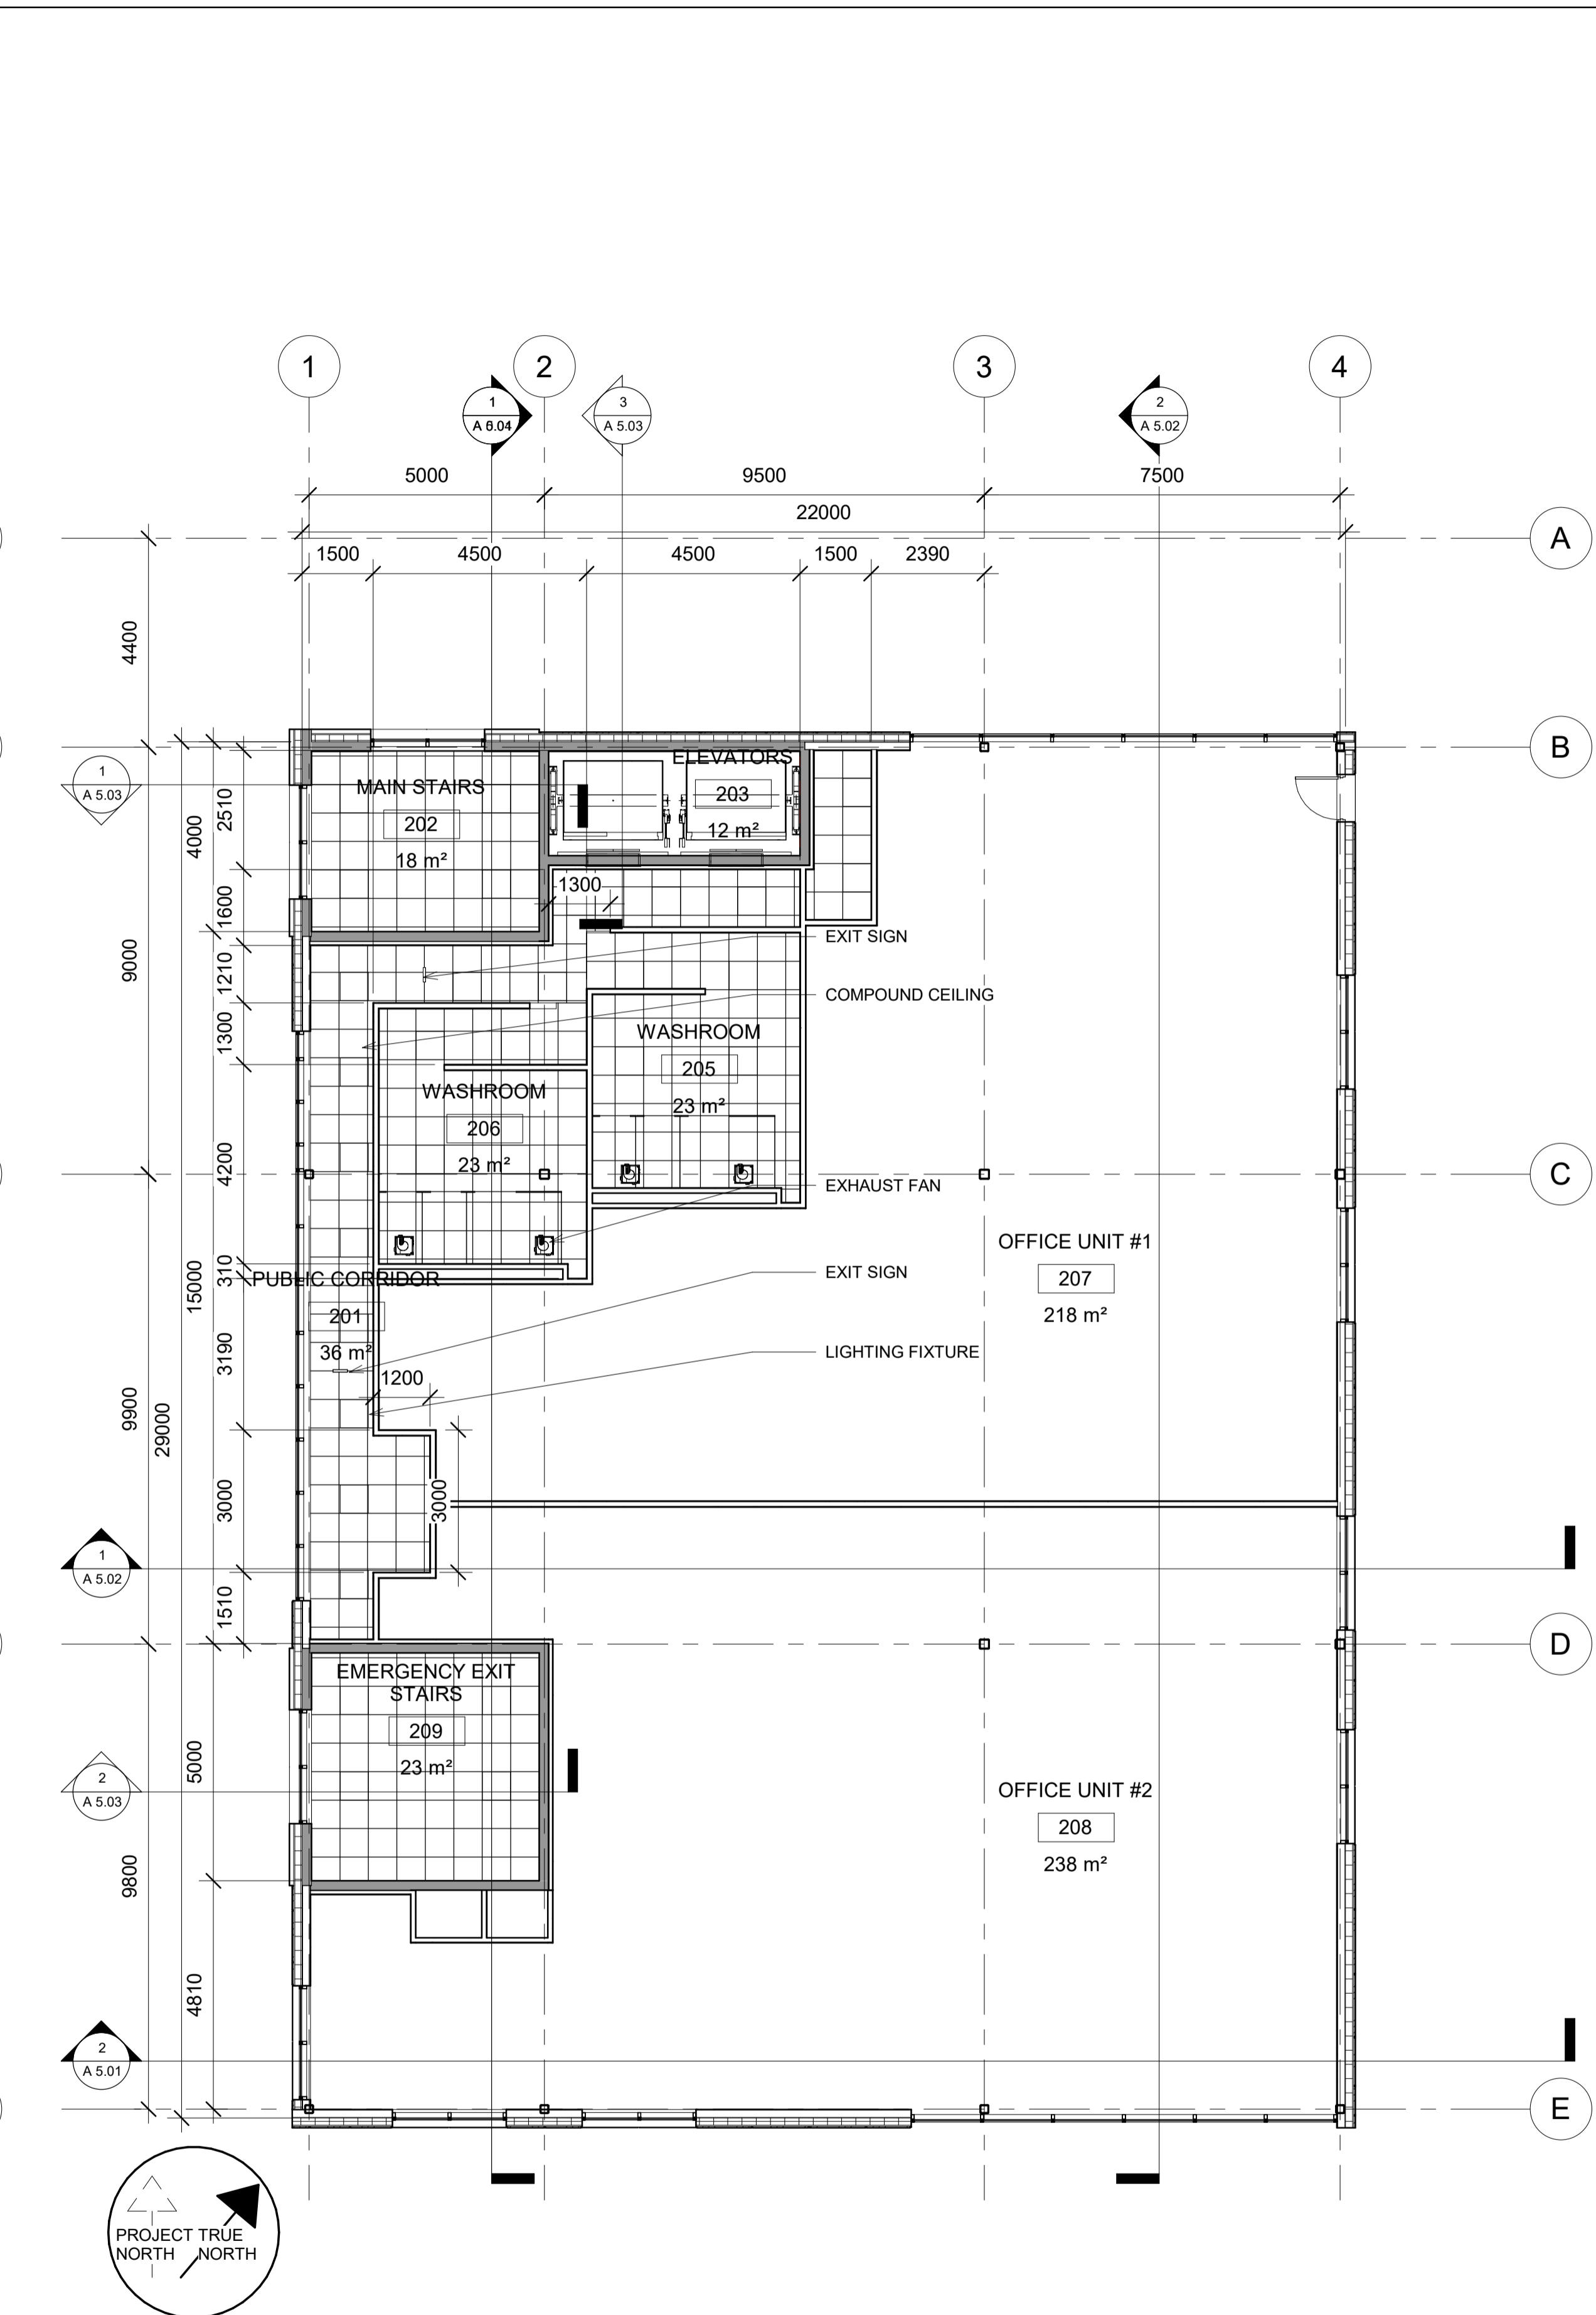 1
2
3
4
1
A 5.03
2
A 5.02
5000
9500
7500
22000
A
1500
4500
4500
1500
2390
4400
B
ELEVATORS
203
12 m²
MAIN STAIRS
202
18 m²
1
A 5.03
2510
4000
1300
1600
EXIT SIGN
9000
1210
COMPOUND CEILING
1300
WASHROOM
205
23 m²
WASHROOM
206
23 m²
4200
C
EXHAUST FAN
OFFICE UNIT #1
207
218 m²
310
EXIT SIGN
PUBLIC CORRIDOR
201
36 m²
15000
3190
LIGHTING FIXTURE
1200
9900
29000
3000
3000
1
A 5.02
1510
D
EMERGENCY EXIT
STAIRS
209
23 m²
5000
2
A 5.03
OFFICE UNIT #2
208
238 m²
9800
4810
2
A 5.01
E
PROJECT TRUE
NORTH NORTH